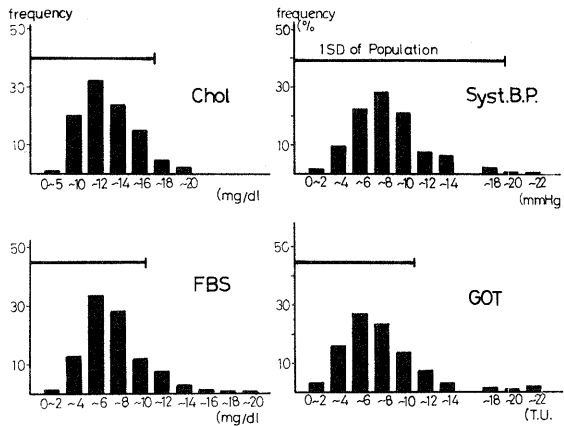 frequency
50
30
10
Chol
0~5 ~10 ~12 ~14 ~16 ~18 ~20
(mg/dl
frequency
(%
50
1SD of Population
30
10
Syst.B.P.
0~2 ~4 ~6 ~8 ~10 ~12 ~14 ~18 ~20 ~22
(mmHg
50
30
10
FBS
0~2 ~4 ~6 ~8 ~10 ~12 ~14 ~16 ~18 ~20
(mg/dl
50
30
10
GOT
0~2 ~4 ~6 ~8 ~10 ~12 ~14 ~18 ~20 ~22
(T.U.